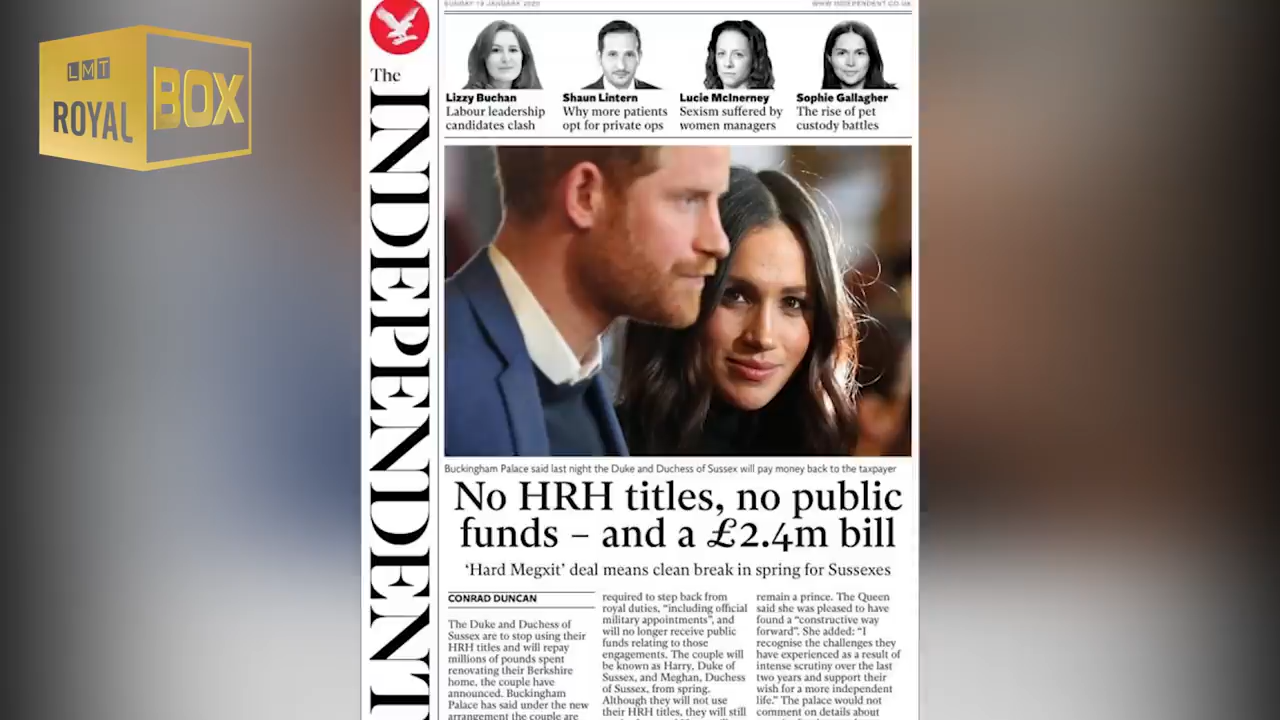 LMT
ROYAL
BOX
SUNDAY 19 JANUARY 2020
WWW.INDEPENDENT.CO.UK
The
INDEPENDENT
Lizzy Buchan
Labour leadership
candidates clash
Shaun Lintern
Why more patients
opt for private ops
Lucie McInerney
Sexism suffered by
women managers
Sophie Gallagher
The rise of pet
custody battles
Buckingham Palace said last night the Duke and Duchess of Sussex will pay money back to the taxpayer
No HRH titles, no public
funds – and a £2.4m bill
‘Hard Megxit’ deal means clean break in spring for Sussexes
CONRAD DUNCAN
The Duke and Duchess of
Sussex are to stop using their
HRH titles and will repay
millions of pounds spent
renovating their Berkshire
home, the couple have
announced. Buckingham
Palace has said under the new
arrangement the couple are
required to step back from
royal duties, “including official
military appointments”, and
will no longer receive public
funds relating to those
engagements. The couple will
be known as Harry, Duke of
Sussex, and Meghan, Duchess
of Sussex, from spring.
Although they will not use
their HRH titles, they will still
remain a prince. The Queen
said she was pleased to have
found a “constructive way
forward”. She added: “I
recognise the challenges they
have experienced as a result of
intense scrutiny over the last
two years and support their
wish for a more independent
life.” The palace would not
comment on details about